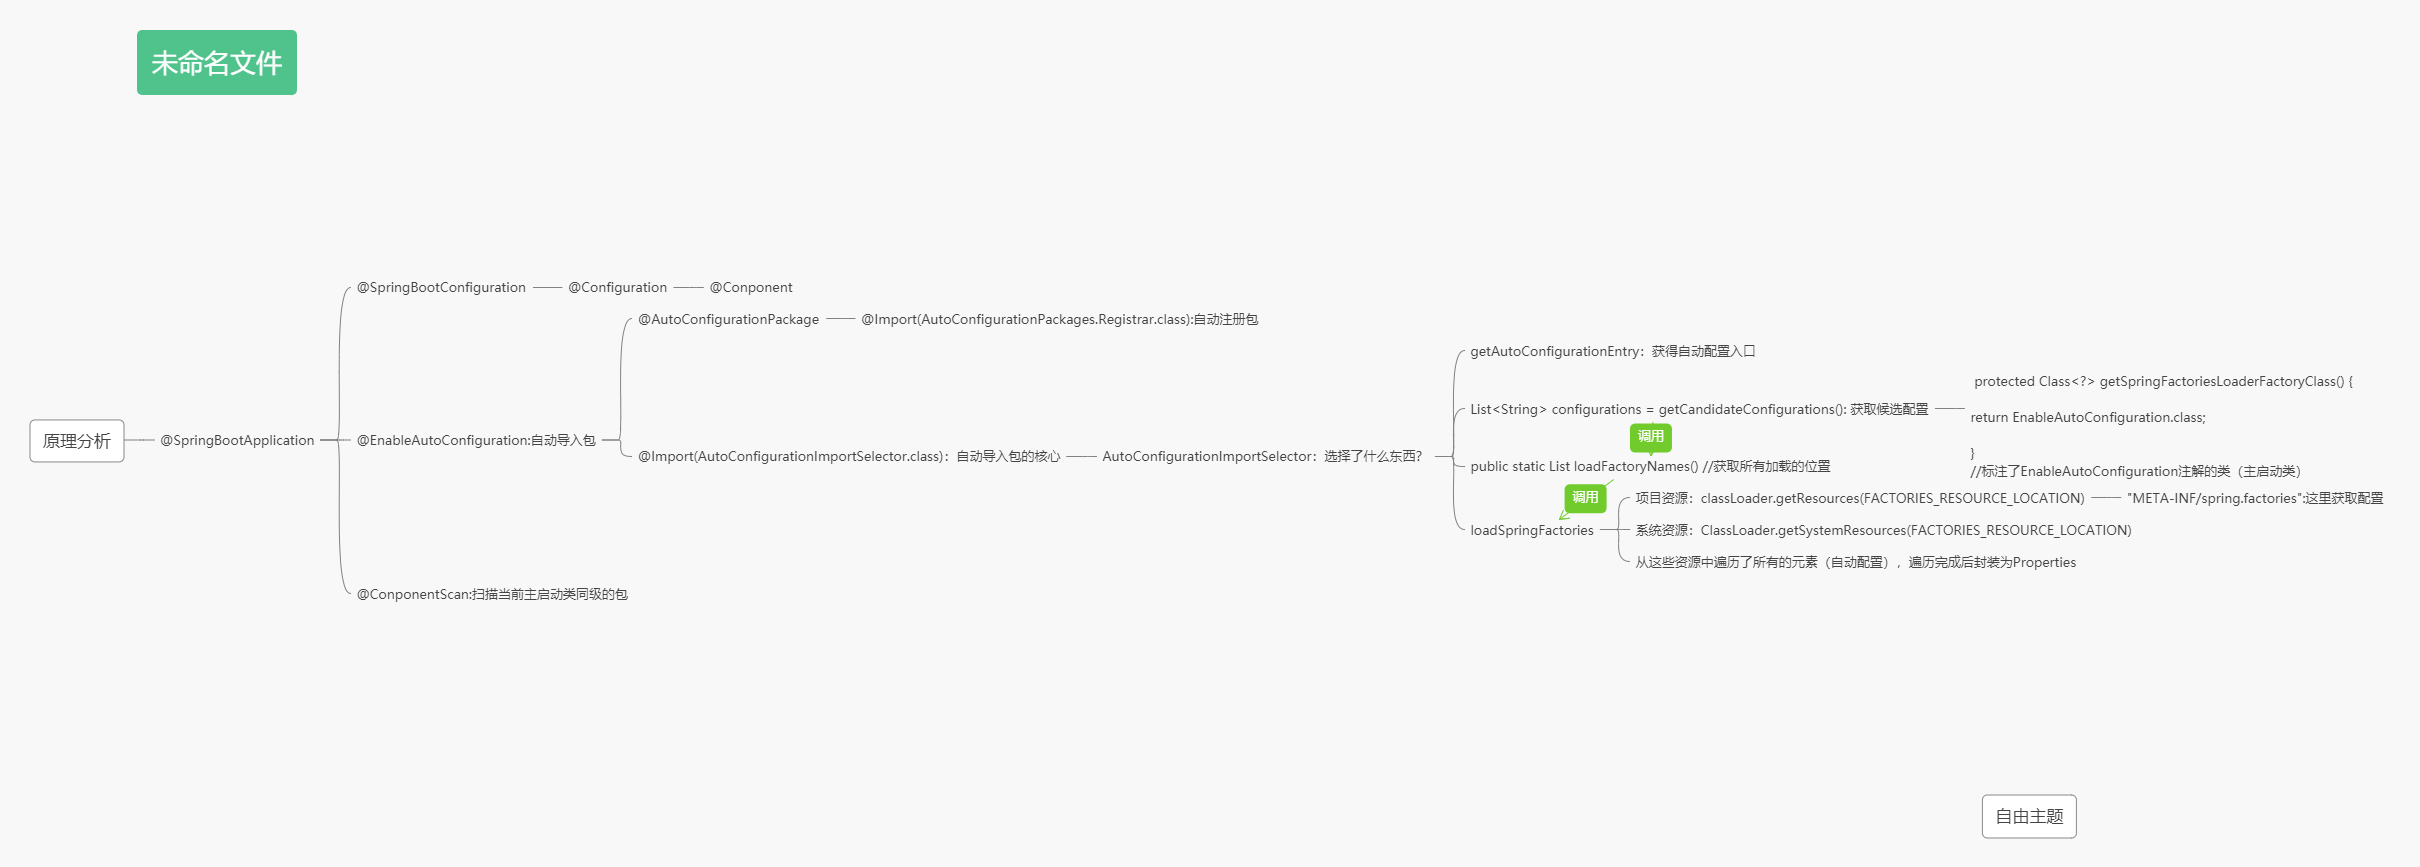 未命名文件
原理分析
@SpringBootApplication
@SpringBootConfiguration
@Configuration
@Conponent
@EnableAutoConfiguration:自动导入包
@AutoConfigurationPackage
@Import(AutoConfigurationPackages.Registrar.class):自动注册包
@Import(AutoConfigurationImportSelector.class)：自动导入包的核心
AutoConfigurationImportSelector：选择了什么东西?
getAutoConfigurationEntry：获得自动配置入口
List<String> configurations = getCandidateConfigurations(): 获取候选配置
protected Class<?> getSpringFactoriesLoaderFactoryClass() {
return EnableAutoConfiguration.class;
}
//标注了EnableAutoConfiguration注解的类（主启动类）
调用
public static List loadFactoryNames() //获取所有加载的位置
调用
loadSpringFactories
项目资源：classLoader.getResources(FACTORIES_RESOURCE_LOCATION)
"META-INF/spring.factories":这里获取配置
系统资源：ClassLoader.getSystemResources(FACTORIES_RESOURCE_LOCATION)
从这些资源中遍历了所有的元素（自动配置），遍历完成后封装为Properties
@ConponentScan:扫描当前主启动类同级的包
自由主题